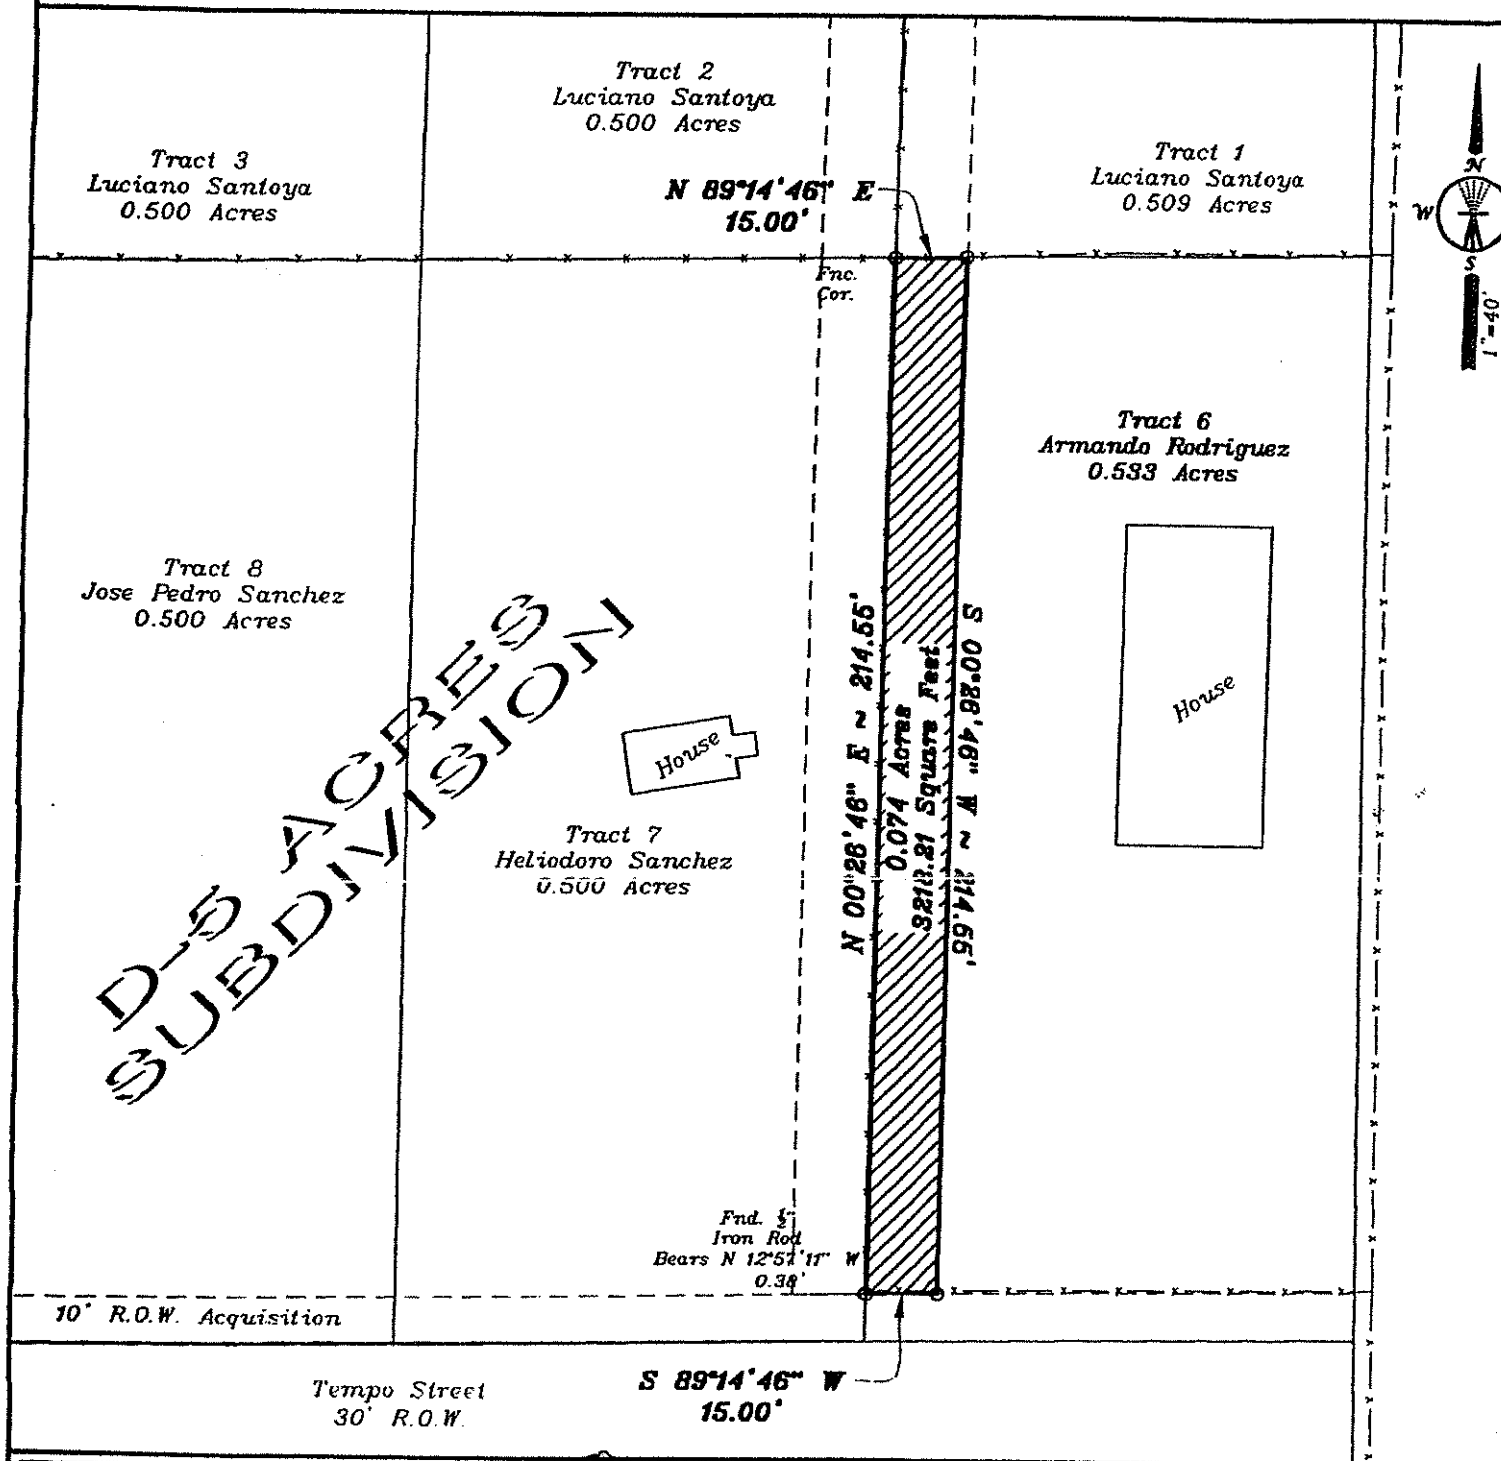 Tract 2
Luciano Santoya
0.500 Acres
Tract 3
Luciano Santoya
0.500 Acres
N 89°14'46" E
15.00'
Tract 1
Luciano Santoya
0.509 Acres
N
W
S
1"=40'
Fnc.
Cor.
Tract 6
Armando Rodriguez
0.533 Acres
Tract 8
Jose Pedro Sanchez
0.500 Acres
D-5 ACRES
SUBDIVISION
House
House
Tract 7
Heliodoro Sanchez
0.500 Acres
N 00°26'46" E ~ 214.55'
0.074 Acres
3218.21 Square Feet
S 00°26'46" W ~ 214.55'
Fnd. ½"
Iron Rod
Bears N 12°57'11" W
0.38'
10' R.O.W. Acquisition
S 89°14'46" W
15.00'
Tempo Street
30' R.O.W.